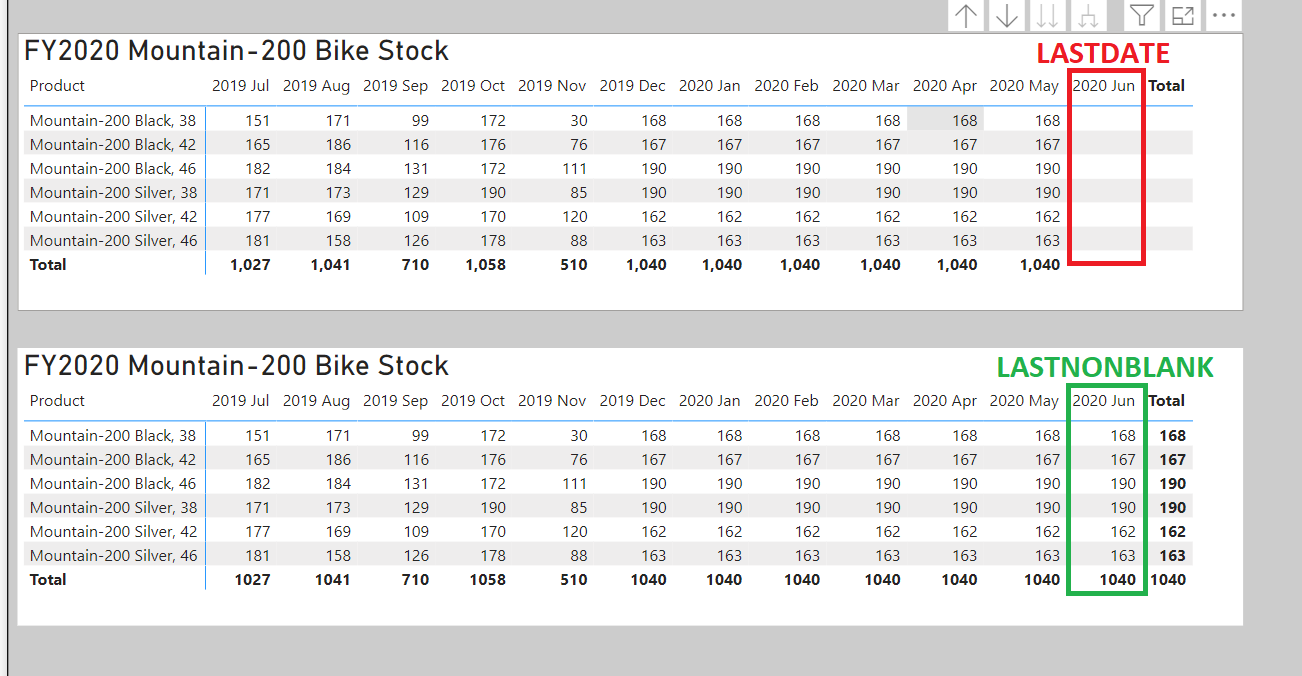 FY2020 Mountain-200 Bike Stock
LASTDATE
Product 2019 Jul 2019 Aug 2019 Sep 2019 Oct 2019 Nov 2019 Dec 2020 Jan 2020 Feb 2020 Mar 2020 Apr 2020 May 2020 Jun Total
Mountain-200 Black, 38 151 171 99 172 30 168 168 168 168 168 168
Mountain-200 Black, 42 165 186 116 176 76 167 167 167 167 167 167
Mountain-200 Black, 46 182 184 131 172 111 190 190 190 190 190 190
Mountain-200 Silver, 38 171 173 129 190 85 190 190 190 190 190 190
Mountain-200 Silver, 42 177 169 109 170 120 162 162 162 162 162 162
Mountain-200 Silver, 46 181 158 126 178 88 163 163 163 163 163 163
Total 1,027 1,041 710 1,058 510 1,040 1,040 1,040 1,040 1,040 1,040
FY2020 Mountain-200 Bike Stock
LASTNONBLANK
Product 2019 Jul 2019 Aug 2019 Sep 2019 Oct 2019 Nov 2019 Dec 2020 Jan 2020 Feb 2020 Mar 2020 Apr 2020 May 2020 Jun Total
Mountain-200 Black, 38 151 171 99 172 30 168 168 168 168 168 168 168 168
Mountain-200 Black, 42 165 186 116 176 76 167 167 167 167 167 167 167 167
Mountain-200 Black, 46 182 184 131 172 111 190 190 190 190 190 190 190 190
Mountain-200 Silver, 38 171 173 129 190 85 190 190 190 190 190 190 190 190
Mountain-200 Silver, 42 177 169 109 170 120 162 162 162 162 162 162 162 162
Mountain-200 Silver, 46 181 158 126 178 88 163 163 163 163 163 163 163 163
Total 1027 1041 710 1058 510 1040 1040 1040 1040 1040 1040 1040 1040